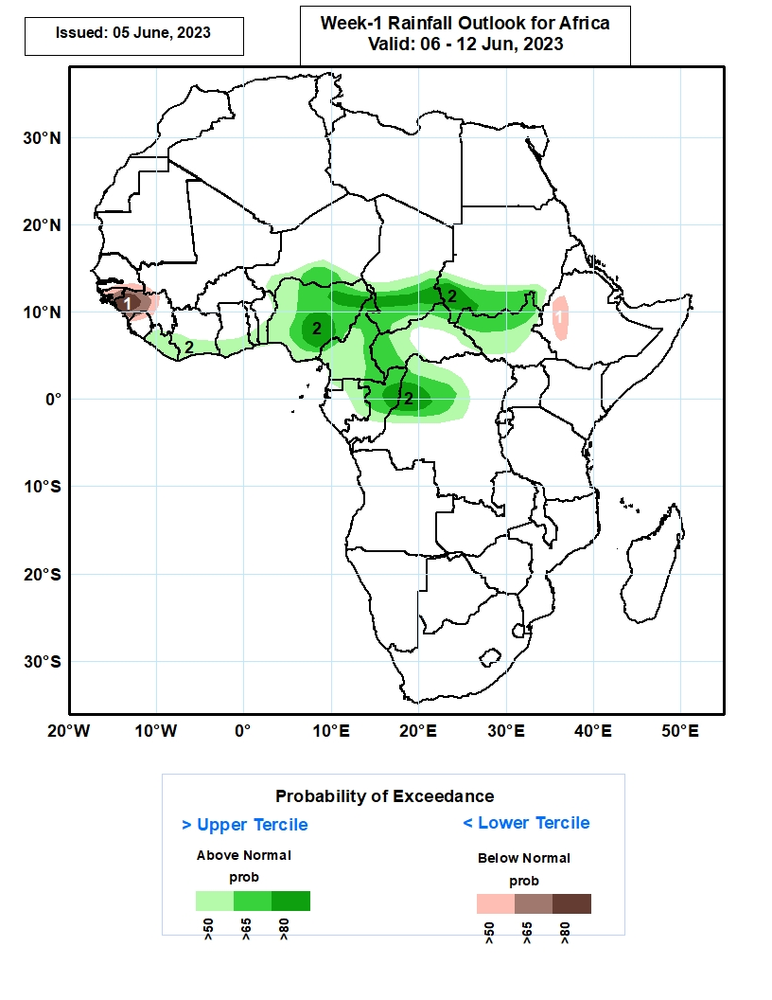 Issued: 05 June, 2023
Week-1 Rainfall Outlook for Africa
Valid: 06 - 12 Jun, 2023
30°N
20°N
10°N
0°
10°S
20°S
30°S
1
2
2
2
2
1
20°W
10°W
0°
10°E
20°E
30°E
40°E
50°E
Probability of Exceedance
> Upper Tercile
< Lower Tercile
Above Normal
Below Normal
prob
prob
>50
>65
>80
>50
>65
>80